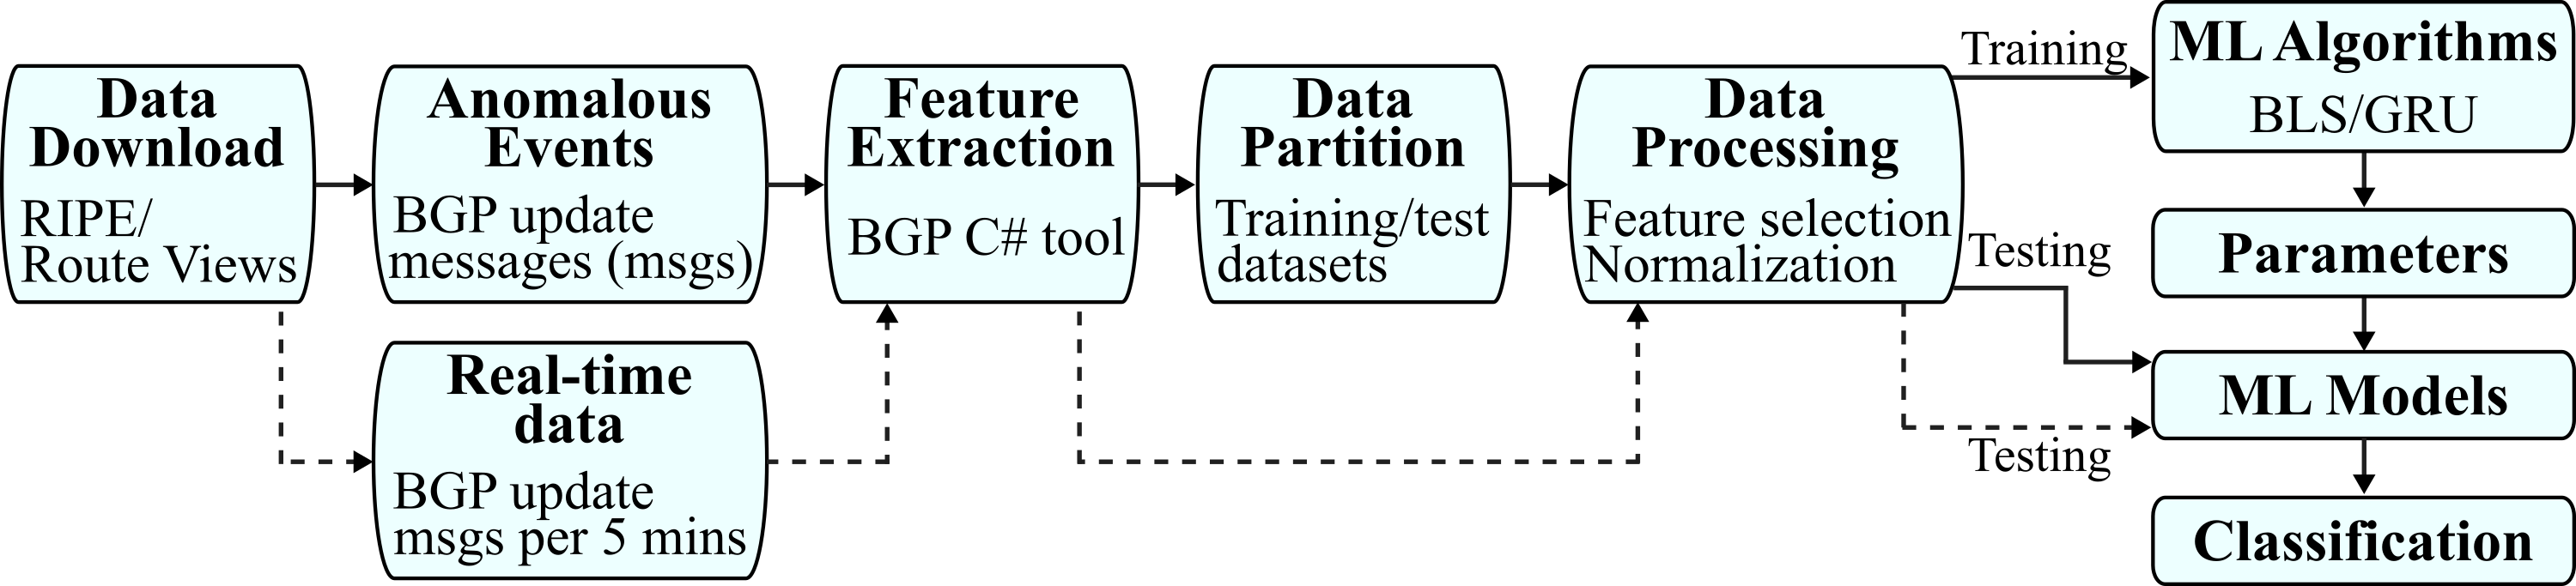 Data
Download
RIPE/
Route Views
Anomalous
Events
BGP update
messages (msgs)
Real-time
data
BGP update
msgs per 5 mins
Feature
Extraction
BGP C# tool
Data
Partition
Training/test
datasets
Data
Processing
Feature selection
Normalization
Training
Testing
Testing
ML Algorithms
BLS/GRU
Parameters
ML Models
Classification